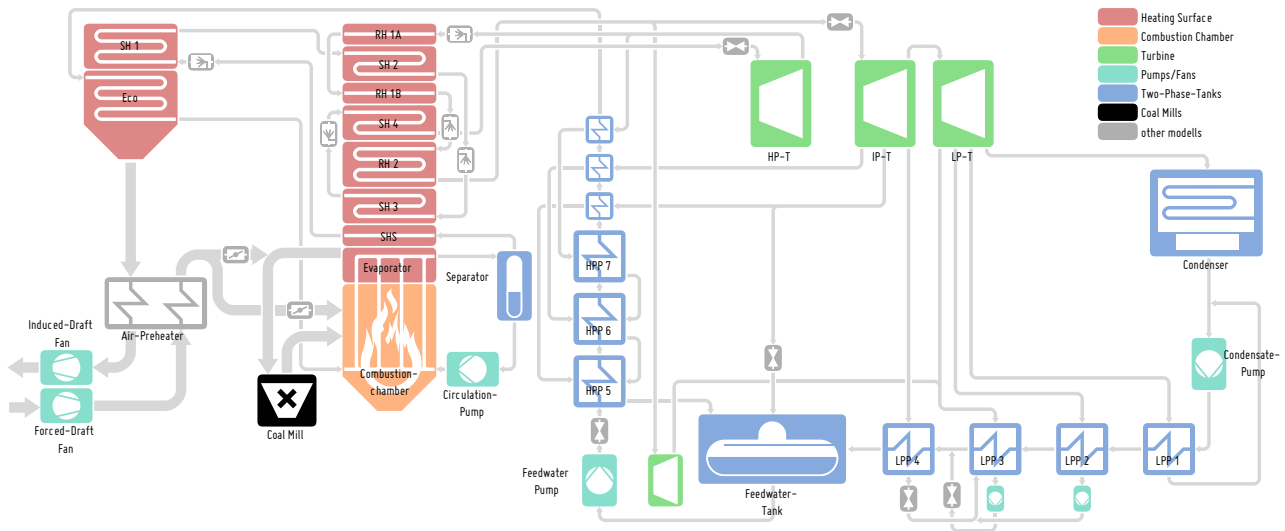 SH 1
Eco
RH 1A
SH 2
RH 1B
SH 4
RH 2
SH 3
SHS
Evaporator
Combustion-
chamber
Separator
Circulation-
Pump
Air-Preheater
Induced-Draft
Fan
Forced-Draft
Fan
Coal Mill
HPP 7
HPP 6
HPP 5
Feedwater
Pump
Feedwater-
Tank
HP-T
IP-T
LP-T
Condenser
Condensate-
Pump
LPP 4
LPP 3
LPP 2
LPP 1
Heating Surface
Combustion Chamber
Turbine
Pumps/Fans
Two-Phase-Tanks
Coal Mills
other modells